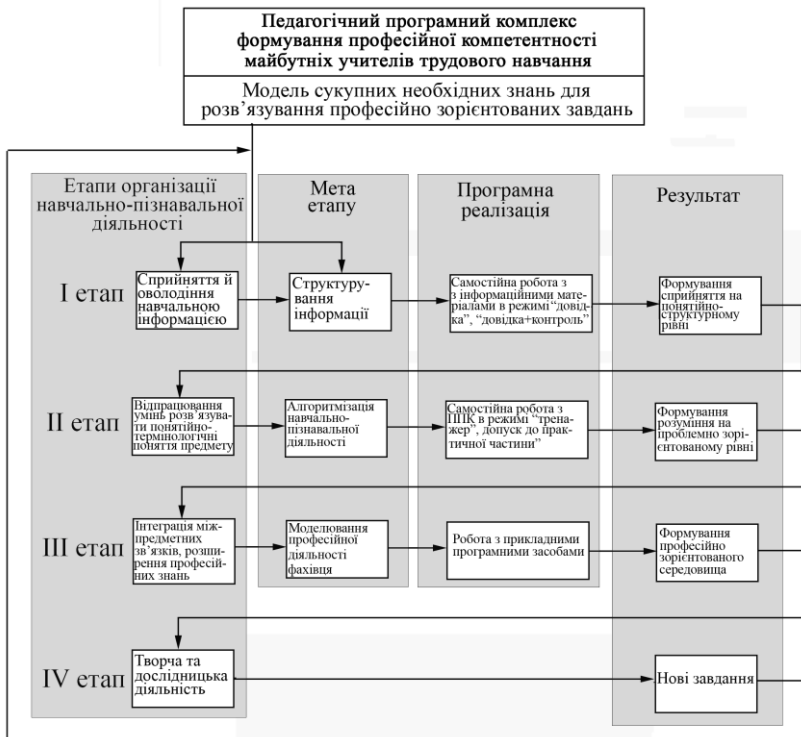 Педагогічний програмний комплекс
формування професійної компетентності
майбутніх учителів трудового навчання
Модель сукупних необхідних знань для
розв’язування професійно зорієнтованих завдань
Етапи організації
навчально-пізнавальної
діяльності
Мета
етапу
Програмна
реалізація
Результат
I етап
Сприйняття й
оволодіння
навчальною
інформацією
Структуру-
вання
інформації
Самостійна робота з
з інформаційними мате-
ріалами в режимі “довід-
ка”, “довідка+контроль”
Формування
сприйняття на
понятійно-
структурному
рівні
II етап
Відпрацювання
умінь розв’язува-
ти понятійно-
термінологічні
поняття предмету
Алгоритмізація
навчально-
пізнавальної
діяльності
Самостійна робота з
ППК в режимі “трена-
жер”, допуск до прак-
тичної частини”
Формування
розуміння на
проблемно зорі-
єнтованому рівні
III етап
Інтеграція між-
предметних
зв’язків, розши-
рення професій-
них знань
Моделювання
професійної
діяльності
фахівця
Робота з прикладними
програмними засобами
Формування
професійно
зорієнтованого
середовища
IV етап
Творча та
дослідницька
діяльність
Нові завдання